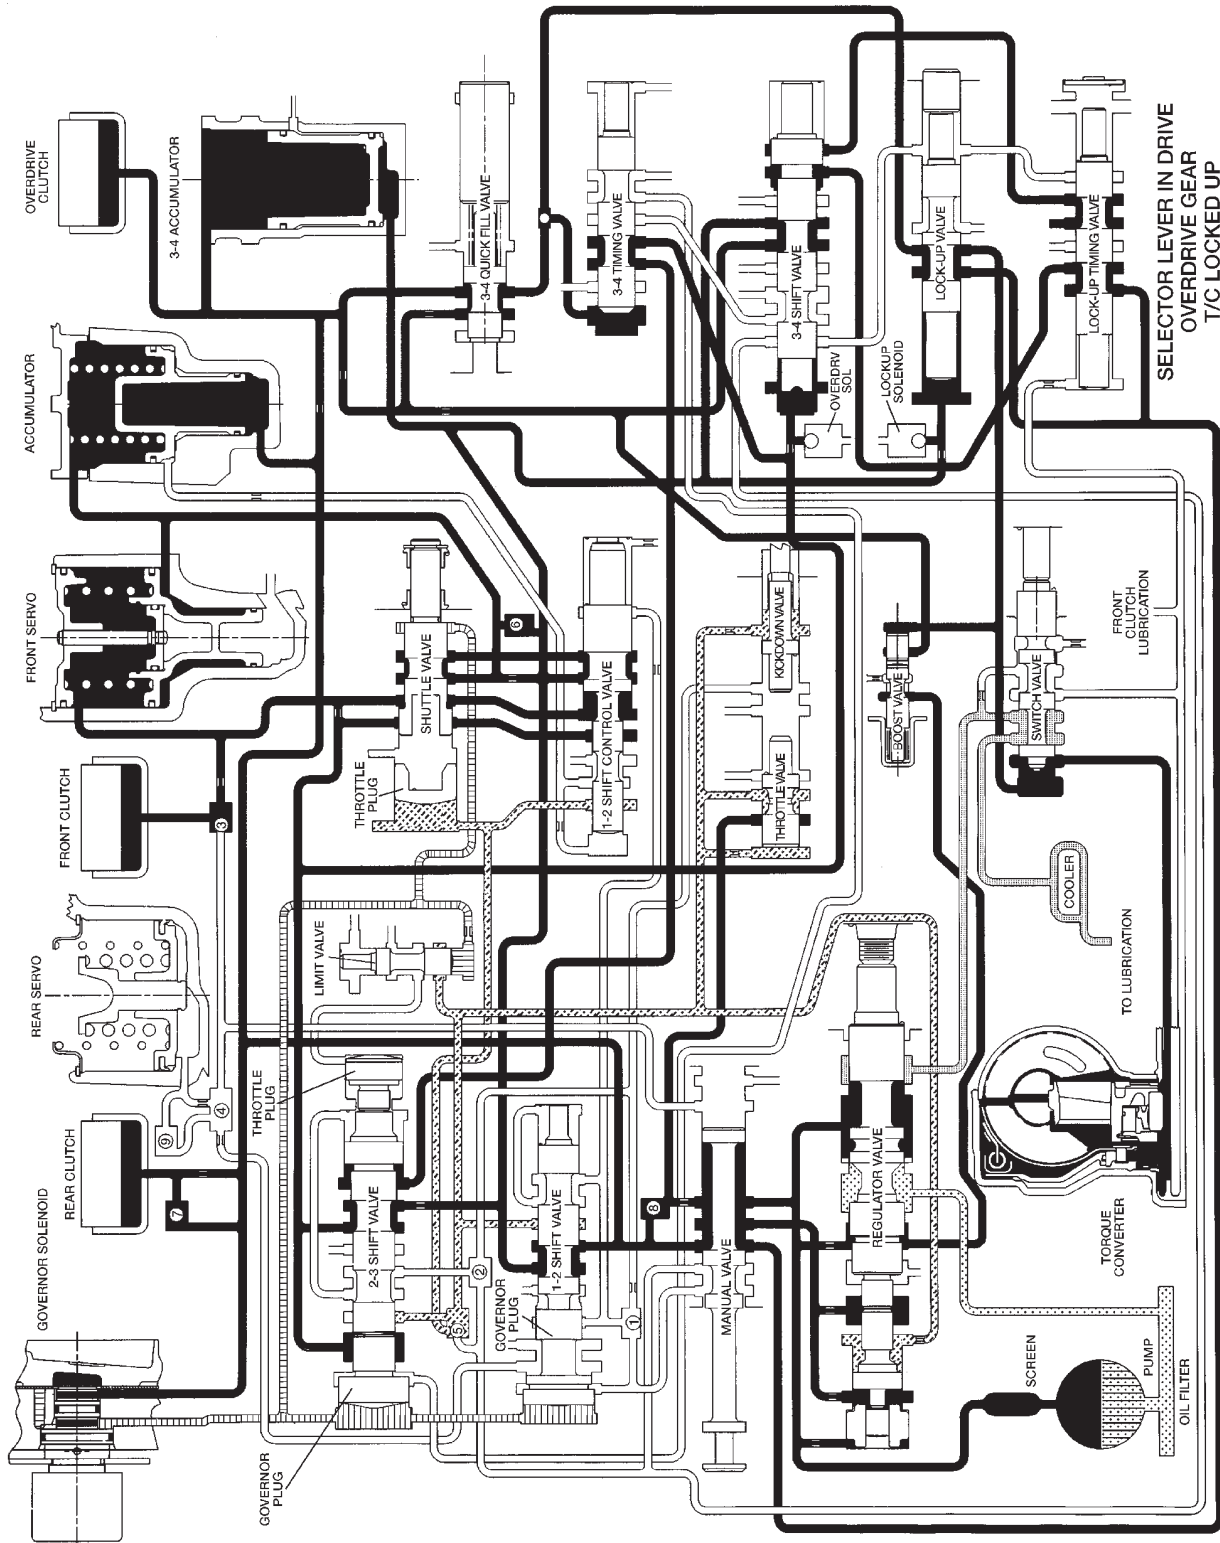 OVERDRIVE
CLUTCH
3-4 ACCUMULATOR
3-4 QUICK FILL VALVE
3-4 TIMING VALVE
3-4 SHIFT VALVE
LOCK-UP VALVE
LOCK-UP TIMING VALVE
SELECTOR LEVER IN DRIVE
OVERDRIVE GEAR
T/C LOCKED UP
ACCUMULATOR
OVERDRV
SOL
LOCKUP
SOLENOID
FRONT SERVO
SHUTTLE VALVE
THROTTLE
PLUG
6
1-2 SHIFT CONTROL VALVE
KICKDOWN VALVE
THROTTLE VALVE
BOOST VALVE
SWITCH VALVE
FRONT
CLUTCH
LUBRICATION
FRONT CLUTCH
3
COOLER
REAR SERVO
LIMIT VALVE
TO LUBRICATION
9
4
THROTTLE
PLUG
REAR CLUTCH
7
GOVERNOR SOLENOID
2-3 SHIFT VALVE
2
5
1-2 SHIFT VALVE
GOVERNOR
PLUG
1
8
MANUAL VALVE
REGULATOR VALVE
TORQUE
CONVERTER
SCREEN
PUMP
OIL FILTER
GOVERNOR
PLUG